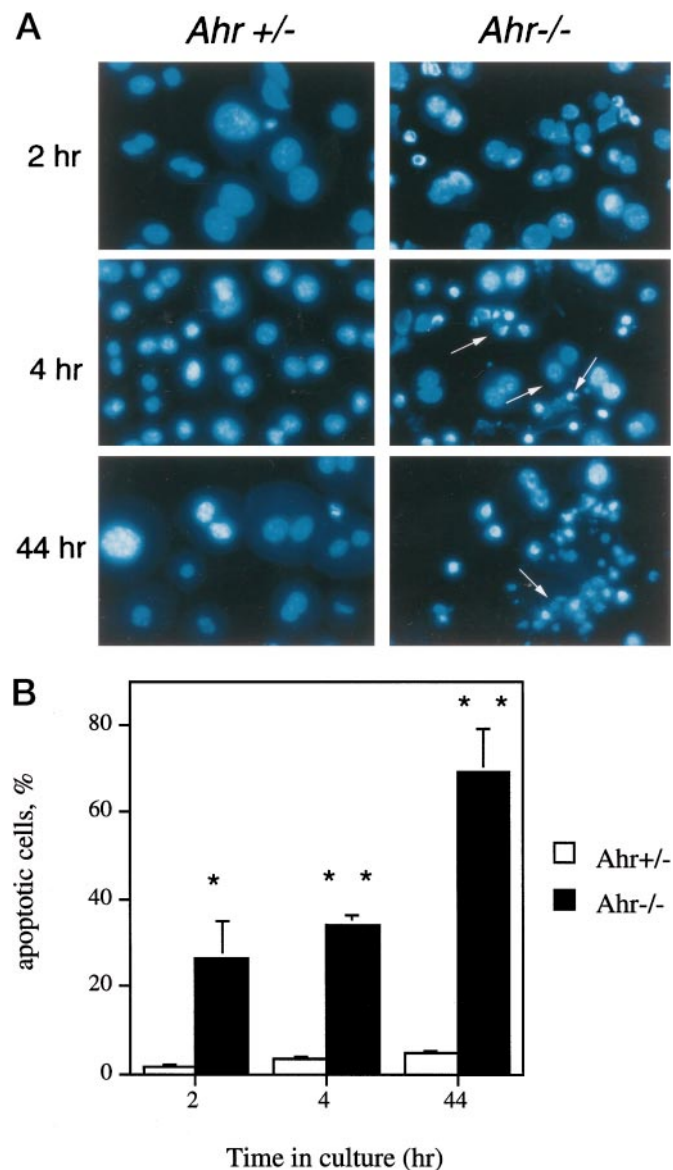 A
Ahr +/-
Ahr-/-
2 hr
4 hr
44 hr
B
* *
80
60
* *
*
40
20
0
apoptotic cells, %
Ahr+/-
Ahr-/-
2
4
44
Time in culture (hr)